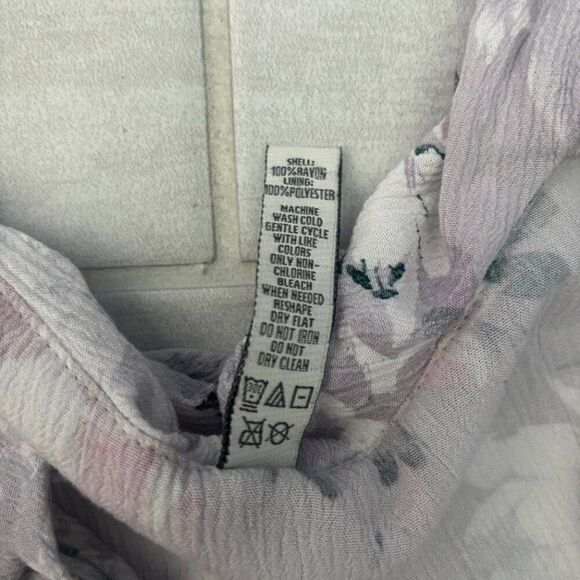 SHELL:
100%RAYON
LINING:
100%POLYESTER
MACHINE
WASH COLD
GENTLE CYCLE
WITH LIKE
COLORS
ONLY NON-
CHLORINE
BLEACH
WHEN NEEDED
RESHAPE
DRY FLAT
DO NOT IRON
DO NOT
DRY CLEAN